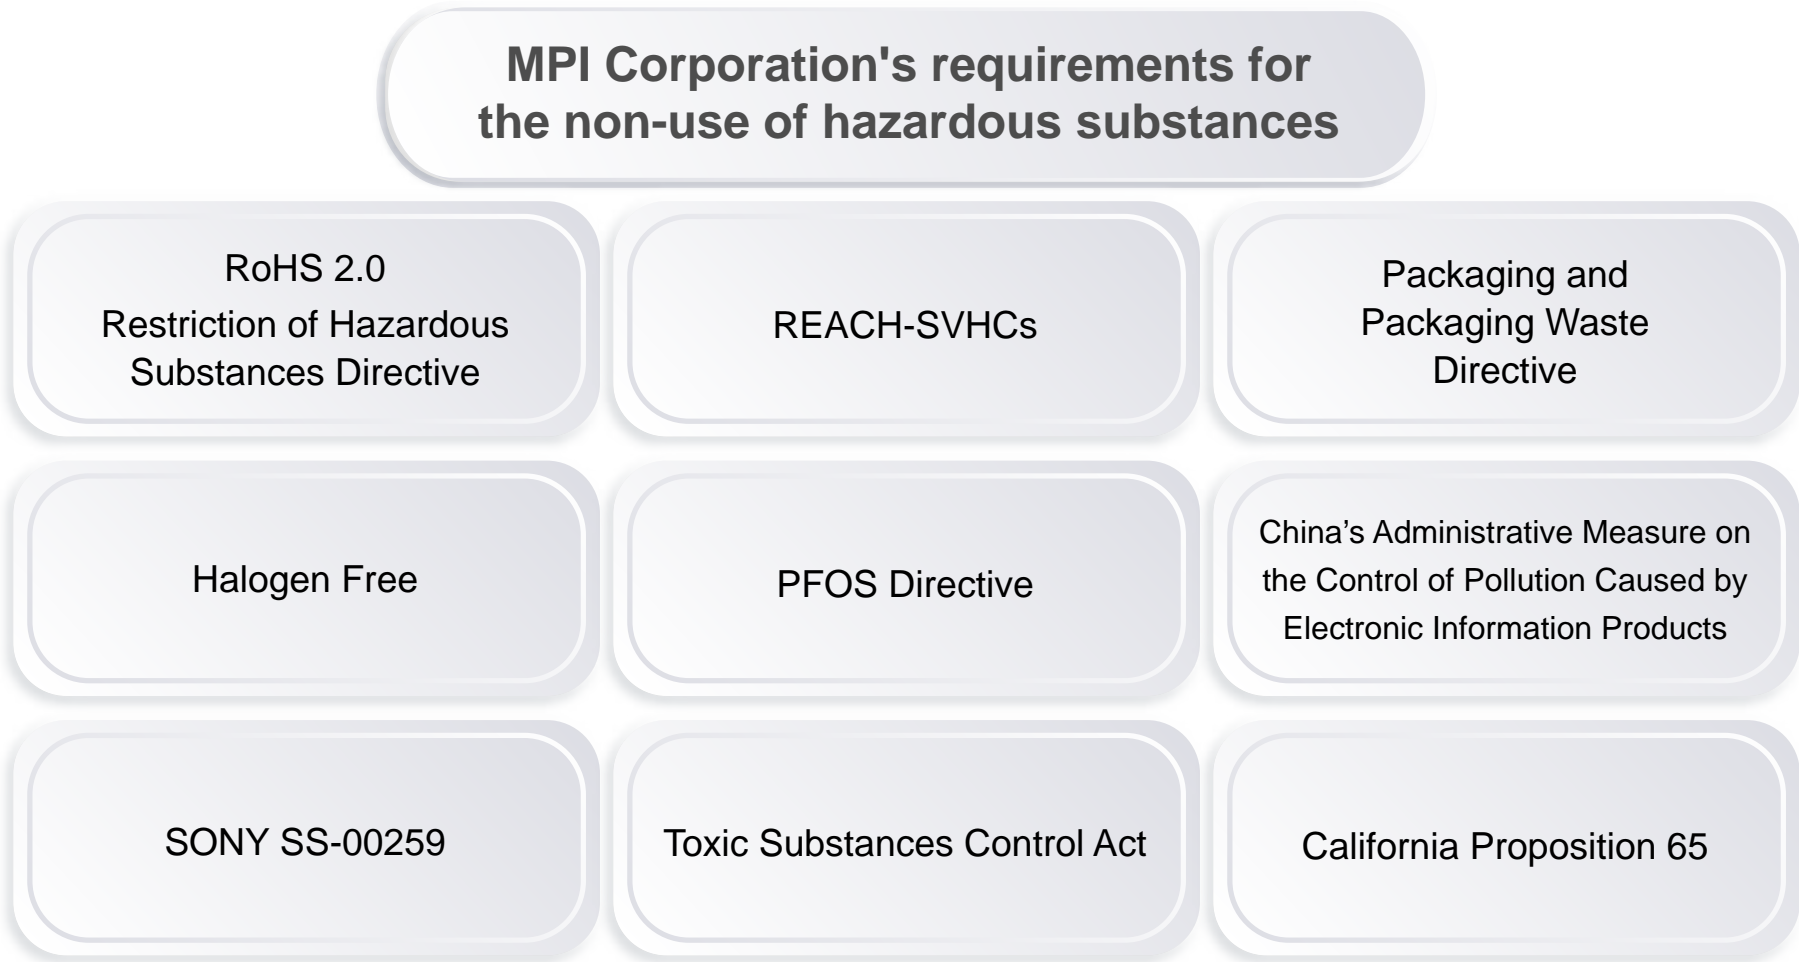 MPI Corporation's requirements for
the non-use of hazardous substances
RoHS 2.0
Restriction of Hazardous
Substances Directive
REACH-SVHCs
Packaging and
Packaging Waste
Directive
Halogen Free
PFOS Directive
China’s Administrative Measure on
the Control of Pollution Caused by
Electronic Information Products
SONY SS-00259
Toxic Substances Control Act
California Proposition 65